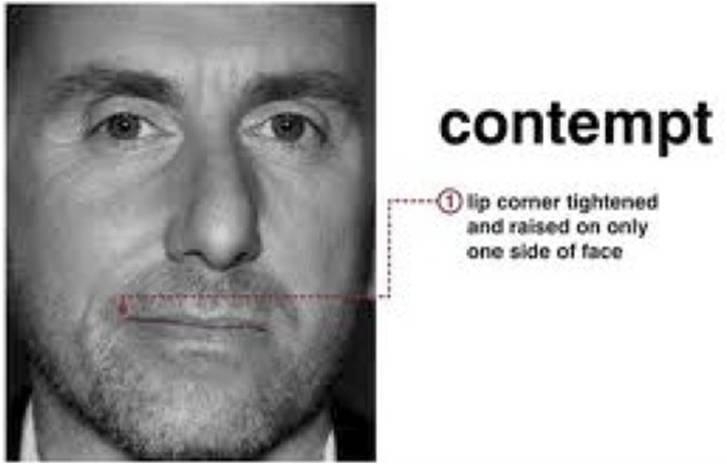 contempt
1 lip corner tightened
and raised on only
one side of face